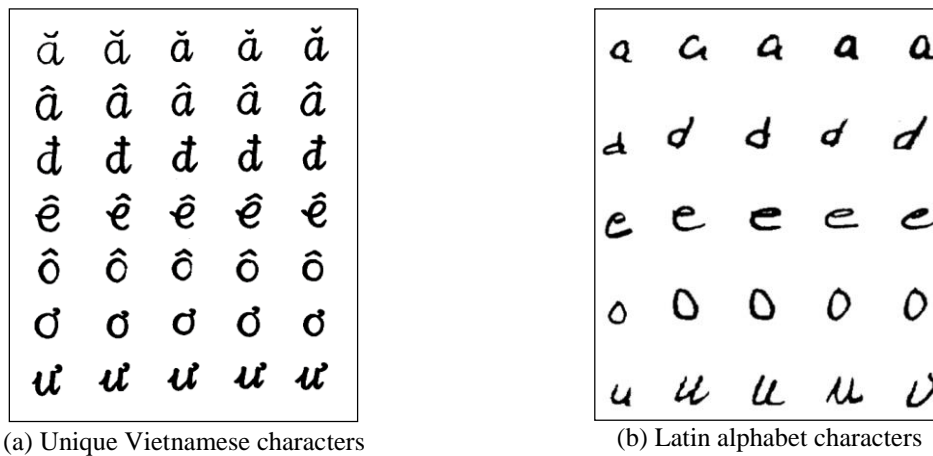 ă ă ă ă ă
â â â â â
đ đ đ đ đ
ê ê ê ê ê
ô ô ô ô ô
ơ ơ ơ ơ ơ
ư ư ư ư ư
(a) Unique Vietnamese characters
a a a a a
d d d d d
e e e e e
o o o o o
u u u u u
(b) Latin alphabet characters